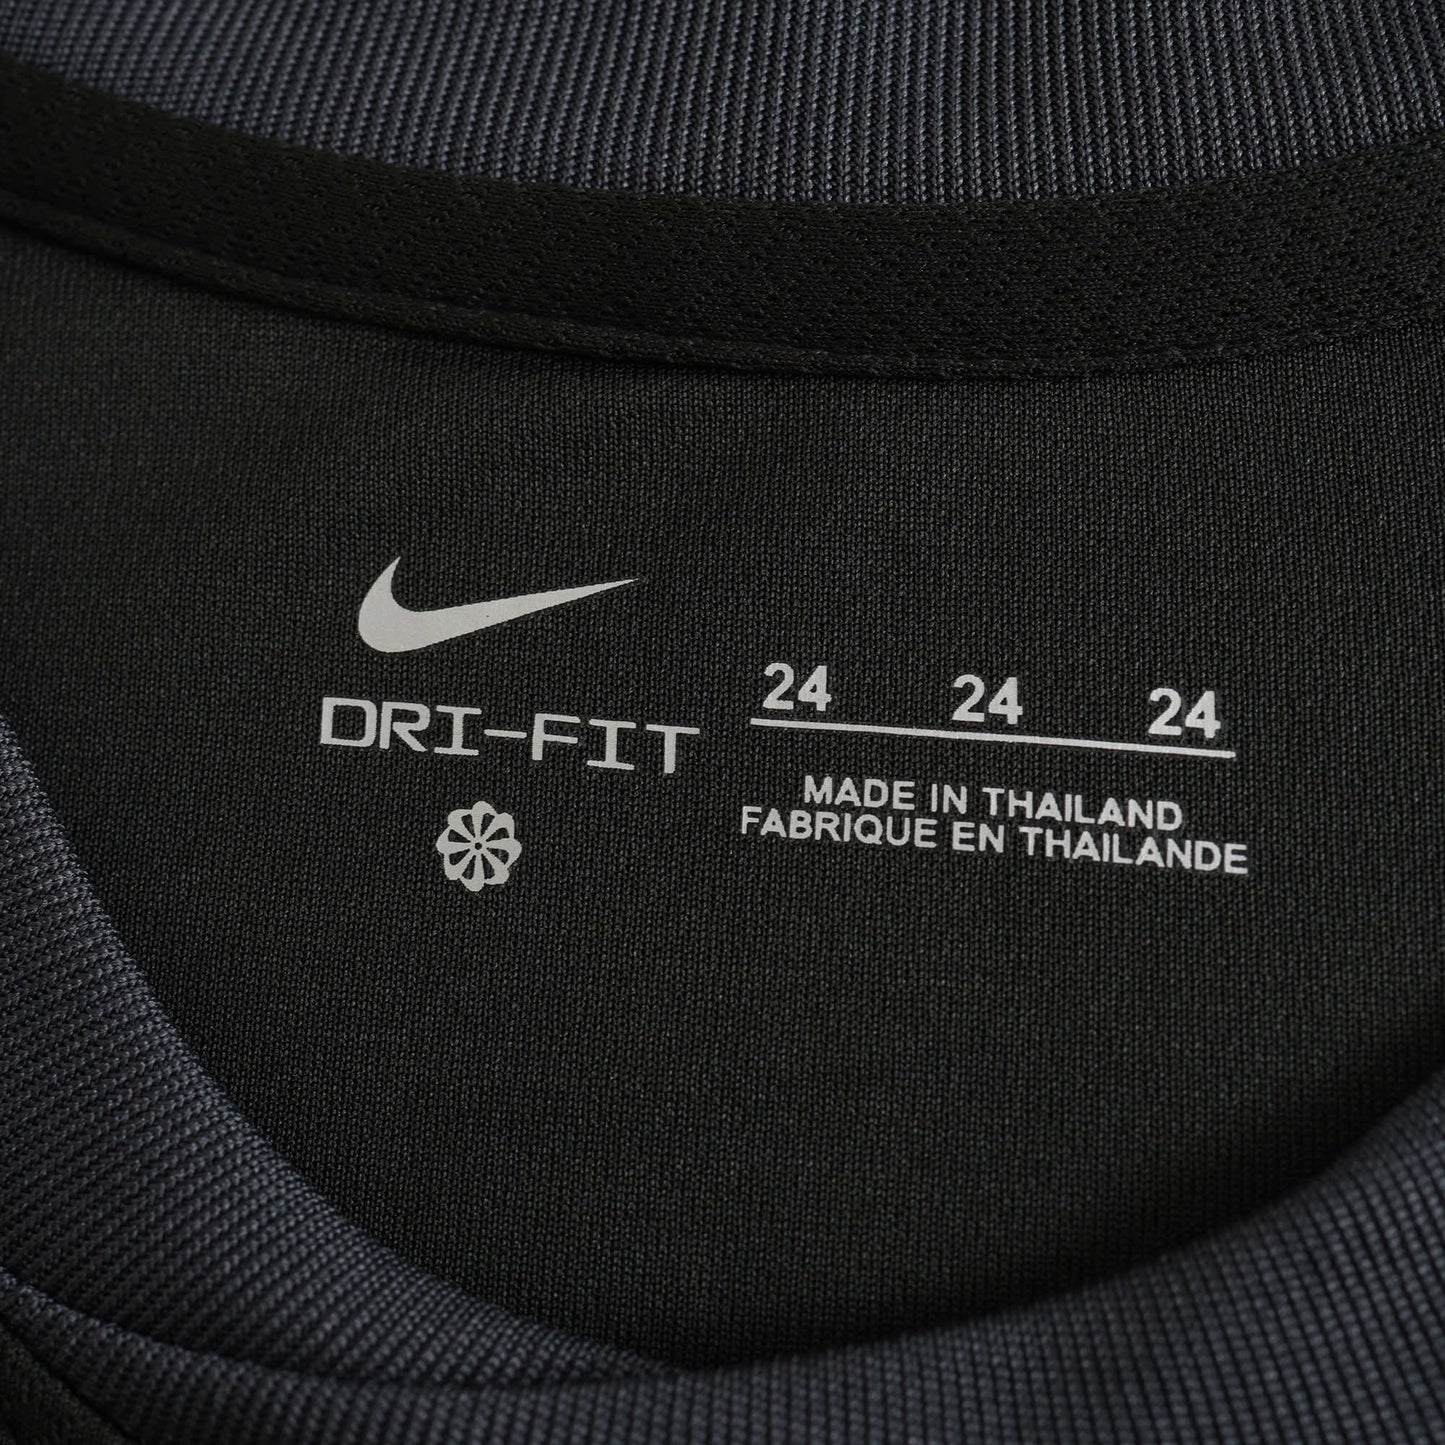 DRI-FIT
24 24 24
MADE IN THAILAND
FABRIQUE EN THAILANDE